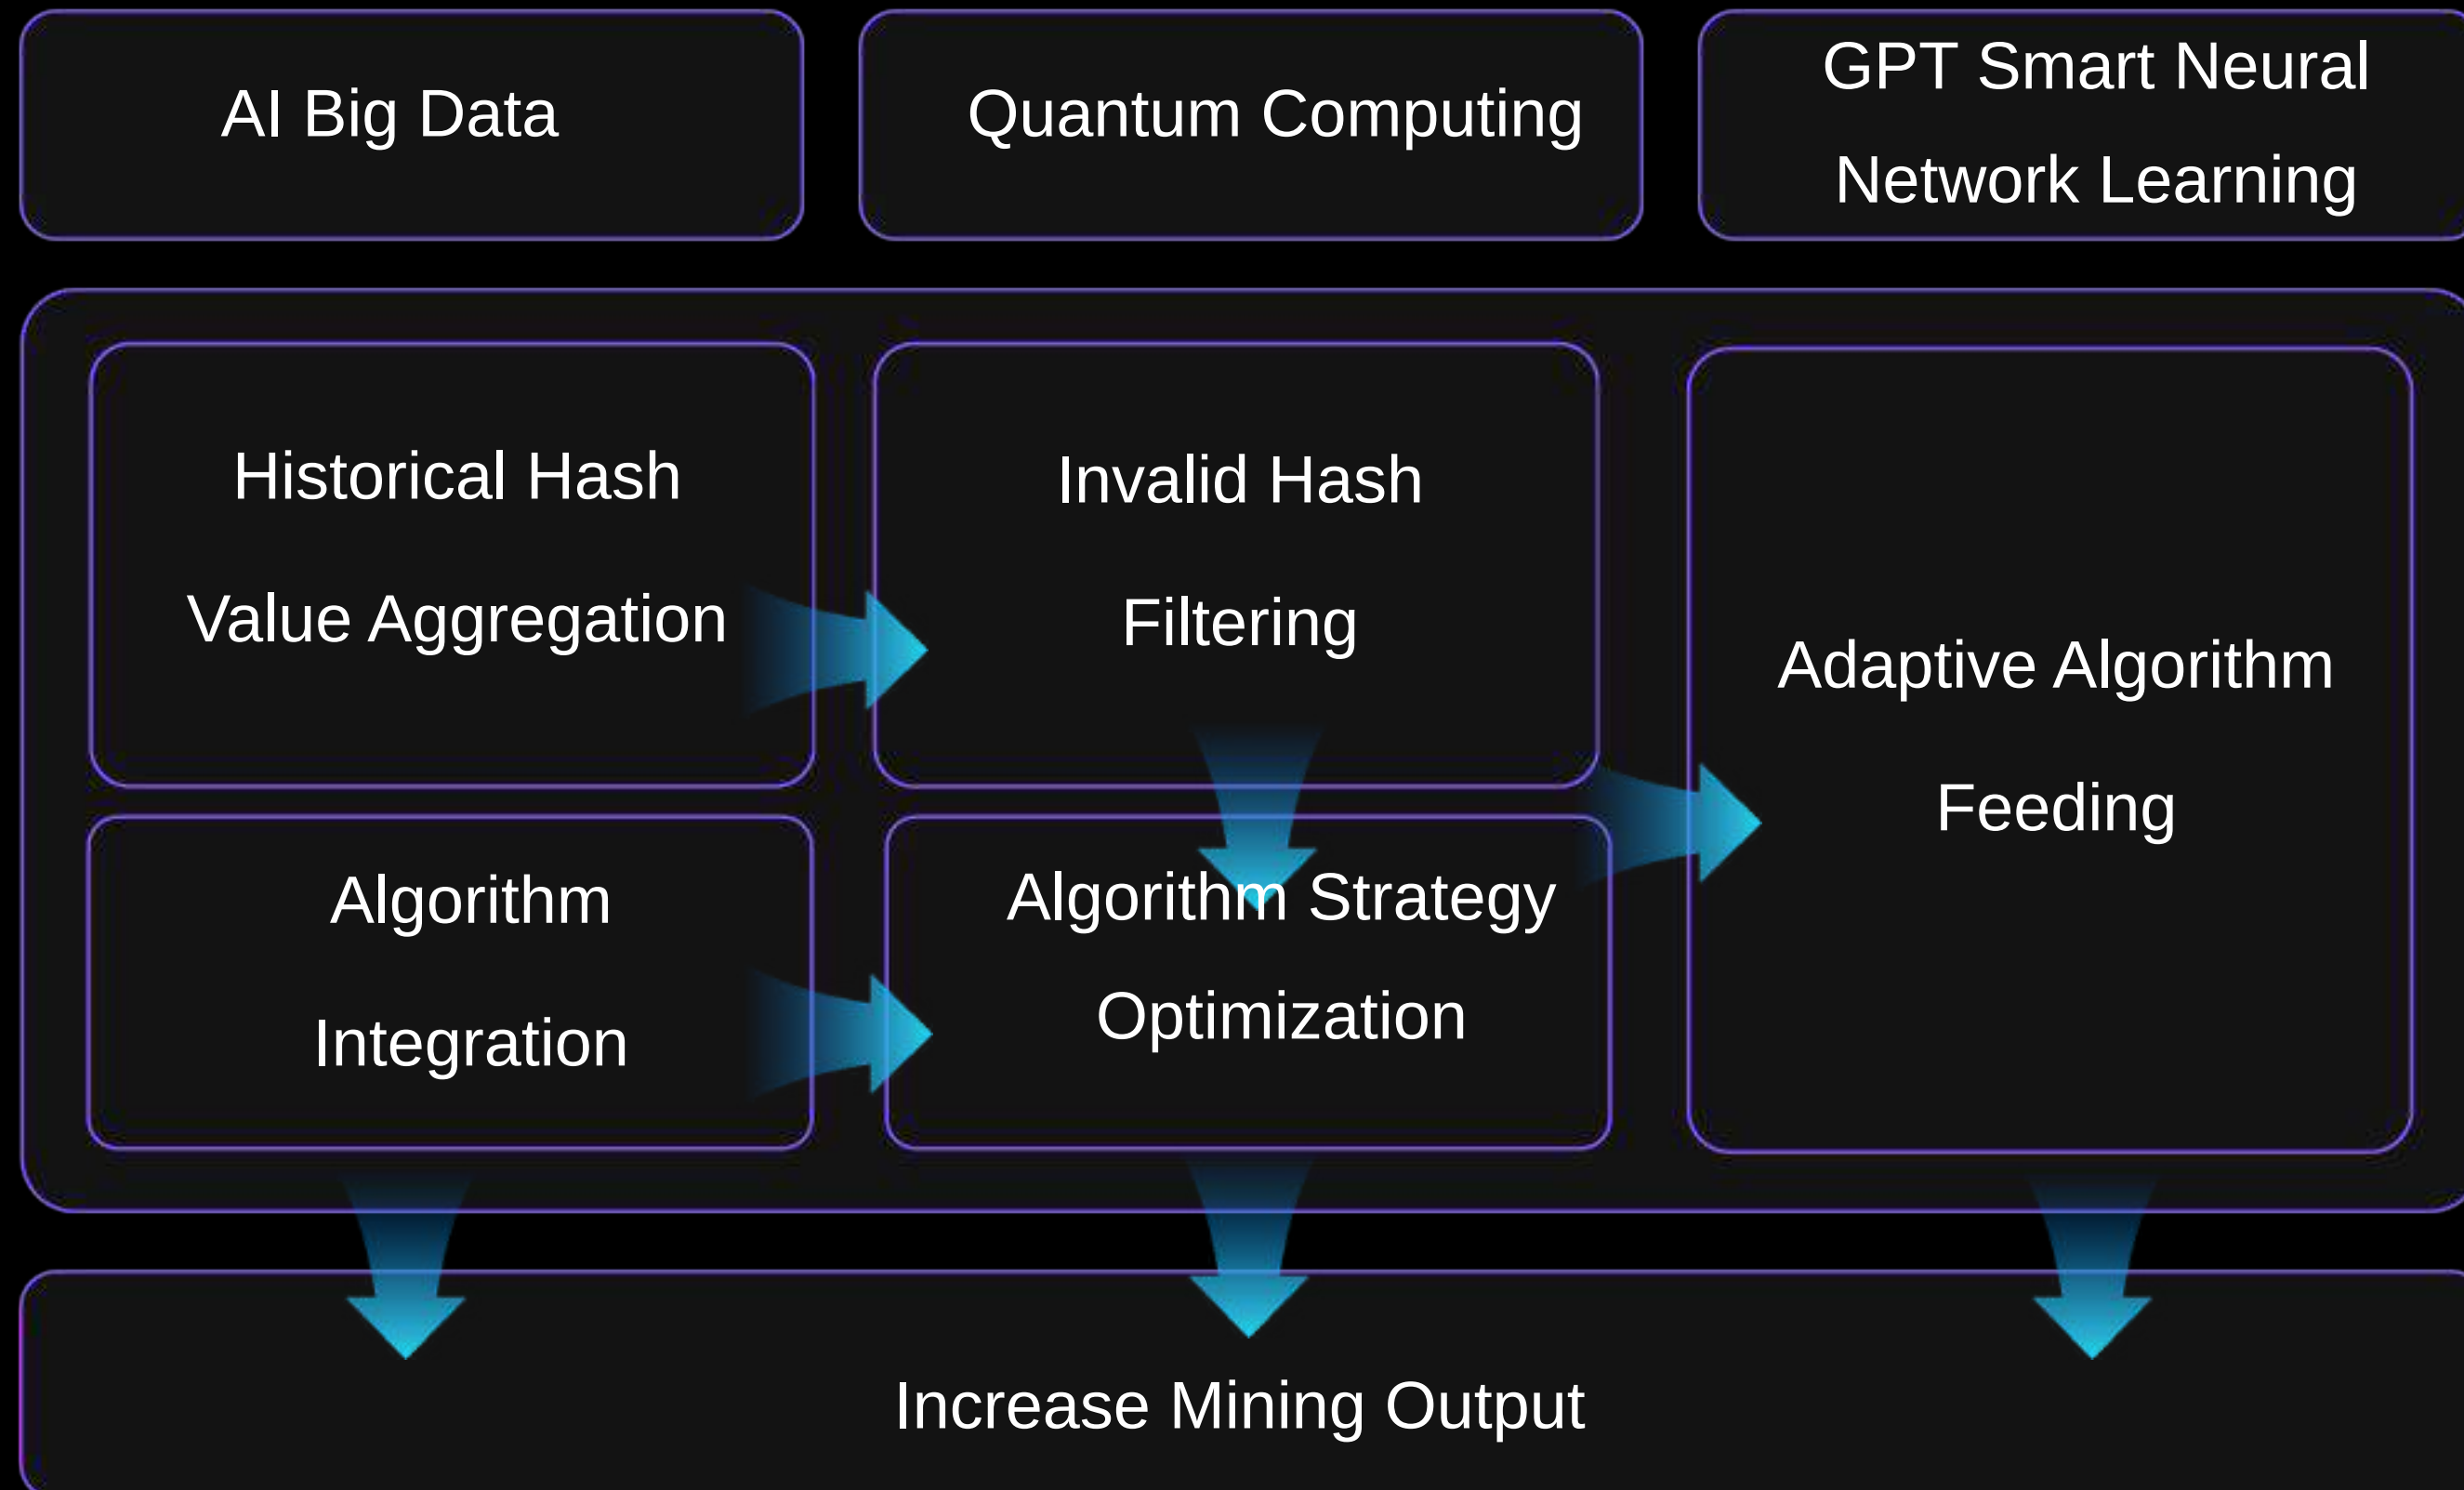 AI Big Data
Quantum Computing
GPT Smart Neural
Network Learning
Historical Hash
Value Aggregation
Invalid Hash
Filtering
Adaptive Algorithm
Feeding
Algorithm
Integration
Algorithm Strategy
Optimization
Increase Mining Output